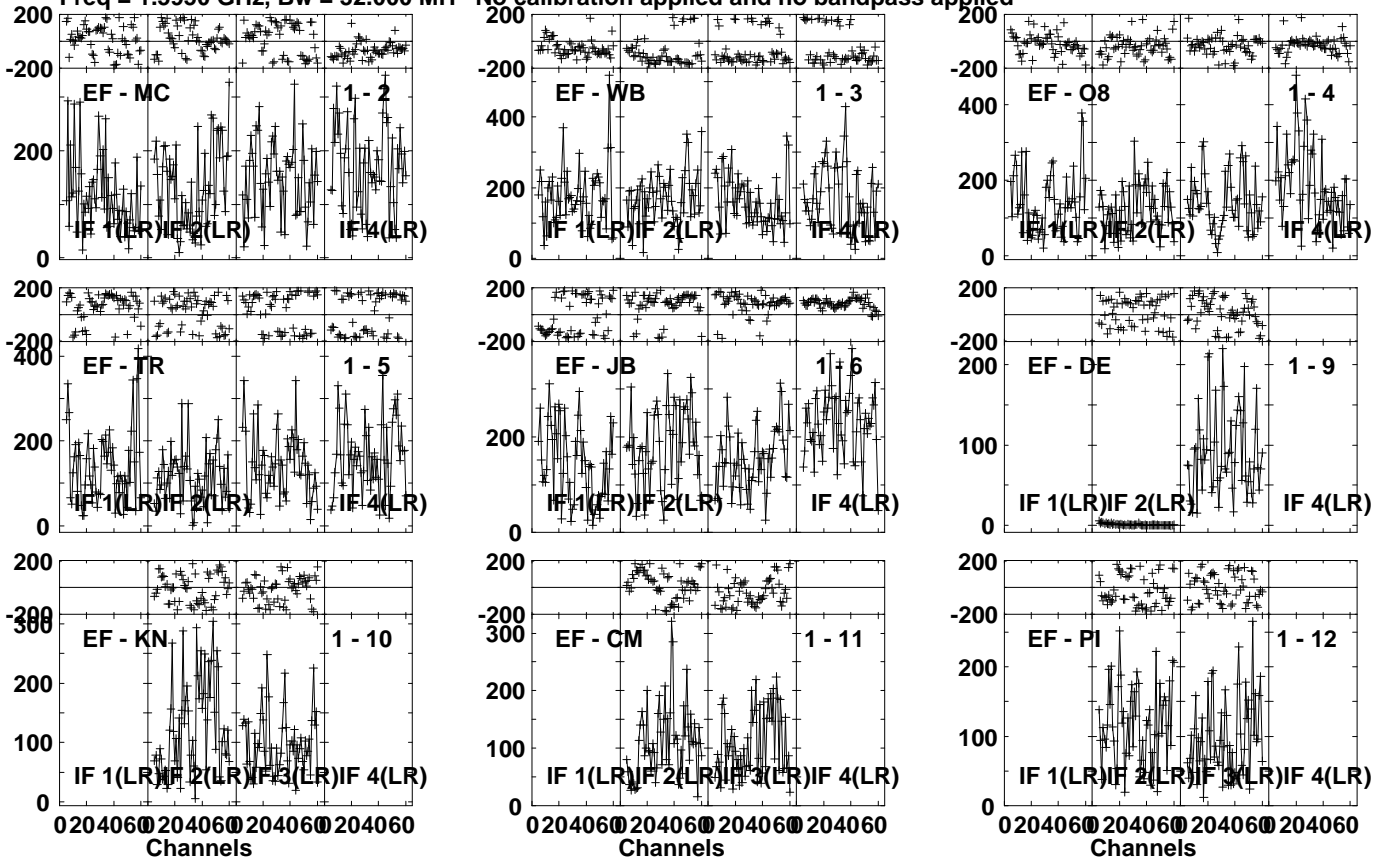 No calibration applied and no bandpass applied
200
-200
EF - MC
1 - 2
200
0
IF 1(LR)
IF 2(LR)
IF 4(LR)
200
-200
EF - WB
1 - 3
400
200
0
IF 1(LR)
IF 2(LR)
IF 4(LR)
200
-200
EF - O8
1 - 4
400
200
0
IF 1(LR)
IF 2(LR)
IF 4(LR)
200
-200
EF - TR
1 - 5
400
200
0
IF 1(LR)
IF 2(LR)
IF 4(LR)
200
-200
EF - JB
1 - 6
200
0
IF 1(LR)
IF 2(LR)
IF 4(LR)
200
-200
EF - DE
1 - 9
200
100
0
IF 1(LR)
IF 2(LR)
IF 4(LR)
200
-200
EF - KN
1 - 10
300
200
100
0
IF 1(LR)
IF 2(LR)
IF 3(LR)
IF 4(LR)
200
-200
EF - CM
1 - 11
300
200
100
0
IF 1(LR)
IF 2(LR)
IF 3(LR)
IF 4(LR)
200
-200
EF - PI
1 - 12
200
100
0
IF 1(LR)
IF 2(LR)
IF 3(LR)
IF 4(LR)
0 20 40 60 0 20 40 60 0 20 40 60 0 20 40 60
Channels
0 20 40 60 0 20 40 60 0 20 40 60 0 20 40 60
Channels
0 20 40 60 0 20 40 60 0 20 40 60 0 20 40 60
Channels